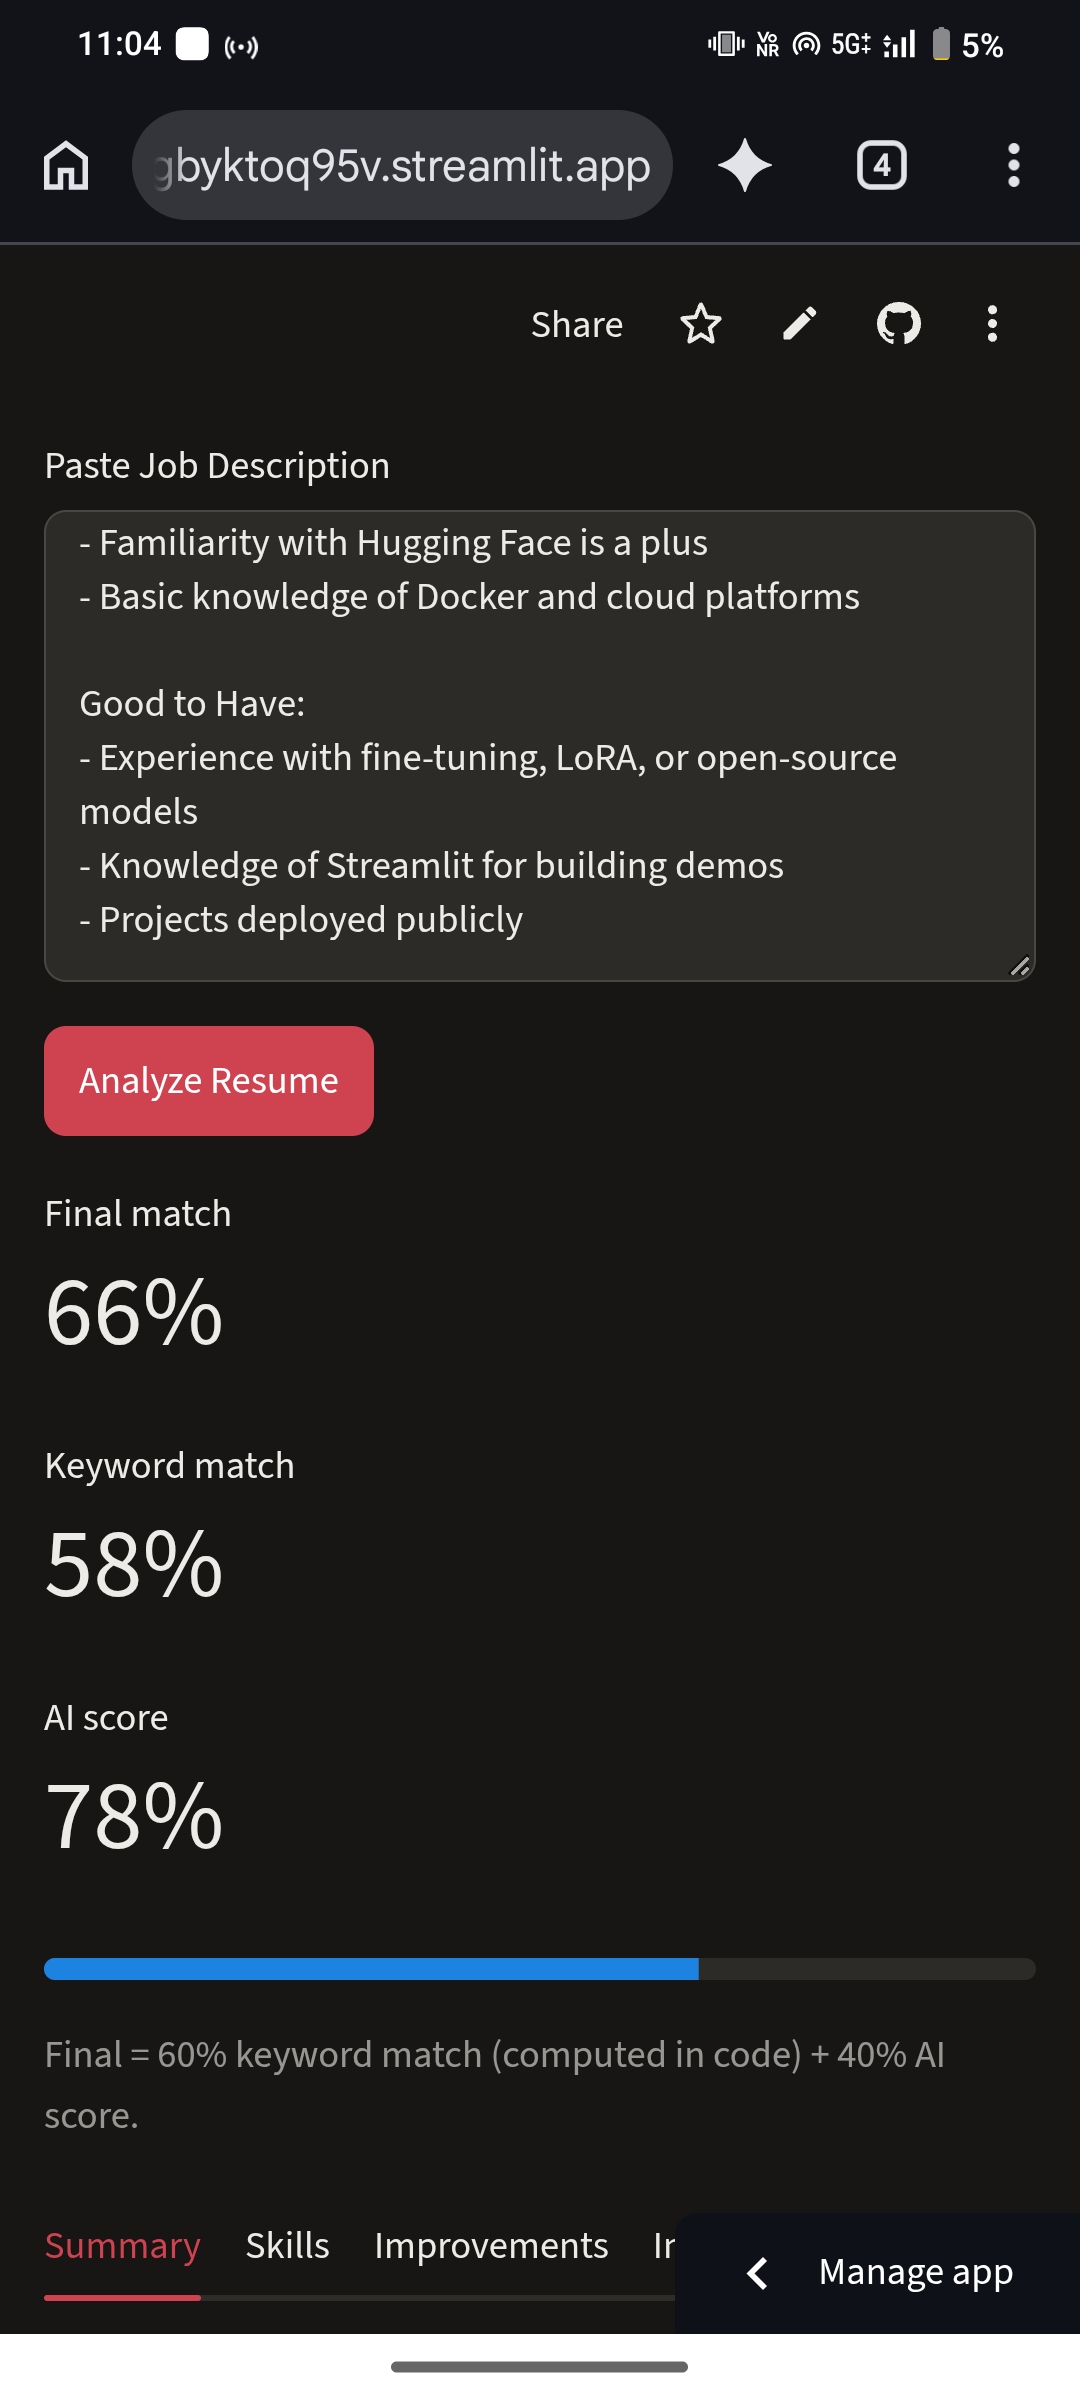 11:04
Vo
NR
5G
5%
gbyktoq95v.streamlit.app
4
Share
Paste Job Description
- Familiarity with Hugging Face is a plus
- Basic knowledge of Docker and cloud platforms
Good to Have:
- Experience with fine-tuning, LoRA, or open-source
models
- Knowledge of Streamlit for building demos
- Projects deployed publicly
Analyze Resume
Final match
66%
Keyword match
58%
AI score
78%
Final = 60% keyword match (computed in code) + 40% AI
score.
Summary Skills Improvements In
Manage app